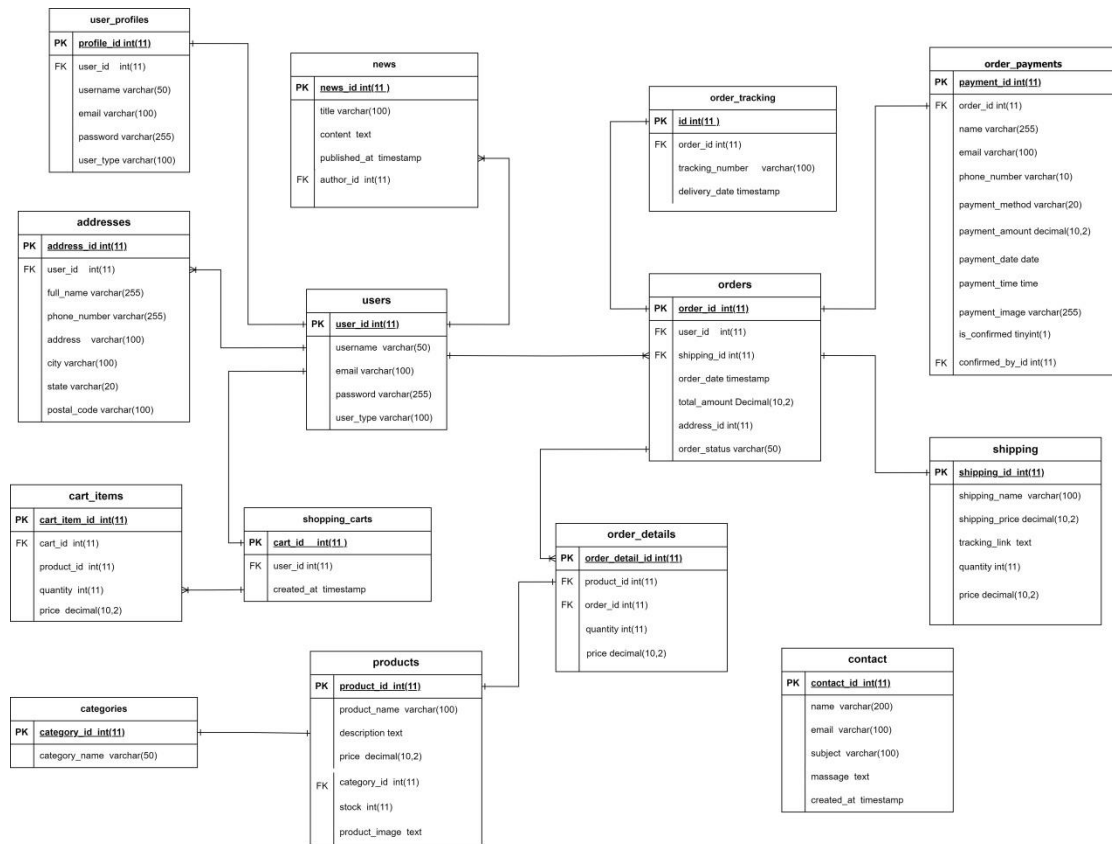 user_profiles
PK profile_id int(11)
FK user_id int(11)
username varchar(50)
email varchar(100)
password varchar(255)
user_type varchar(100)
news
PK news_id int(11 )
title varchar(100)
content text
published_at timestamp
FK author_id int(11)
order_tracking
PK id int(11 )
FK order_id int(11)
tracking_number varchar(100)
delivery_date timestamp
order_payments
PK payment_id int(11)
FK order_id int(11)
name varchar(255)
email varchar(100)
phone_number varchar(10)
payment_method varchar(20)
payment_amount decimal(10,2)
payment_date date
payment_time time
payment_image varchar(255)
is_confirmed tinyint(1)
FK confirmed_by_id int(11)
addresses
PK address_id int(11)
FK user_id int(11)
full_name varchar(255)
phone_number varchar(255)
address varchar(100)
city varchar(100)
state varchar(20)
postal_code varchar(100)
users
PK user_id int(11)
username varchar(50)
email varchar(100)
password varchar(255)
user_type varchar(100)
orders
PK order_id int(11)
FK user_id int(11)
FK shipping_id int(11)
order_date timestamp
total_amount Decimal(10,2)
address_id int(11)
order_status varchar(50)
shipping
PK shipping_id int(11)
shipping_name varchar(100)
shipping_price decimal(10,2)
tracking_link text
quantity int(11)
price decimal(10,2)
cart_items
PK cart_item_id int(11)
FK cart_id int(11)
product_id int(11)
quantity int(11)
price decimal(10,2)
shopping_carts
PK cart_id int(11 )
FK user_id int(11)
created_at timestamp
order_details
PK order_detail_id int(11)
FK product_id int(11)
FK order_id int(11)
quantity int(11)
price decimal(10,2)
products
PK product_id int(11)
product_name varchar(100)
description text
price decimal(10,2)
FK category_id int(11)
stock int(11)
product_image text
categories
PK category_id int(11)
category_name varchar(50)
contact
PK contact_id int(11)
name varchar(200)
email varchar(100)
subject varchar(100)
massage text
created_at timestamp